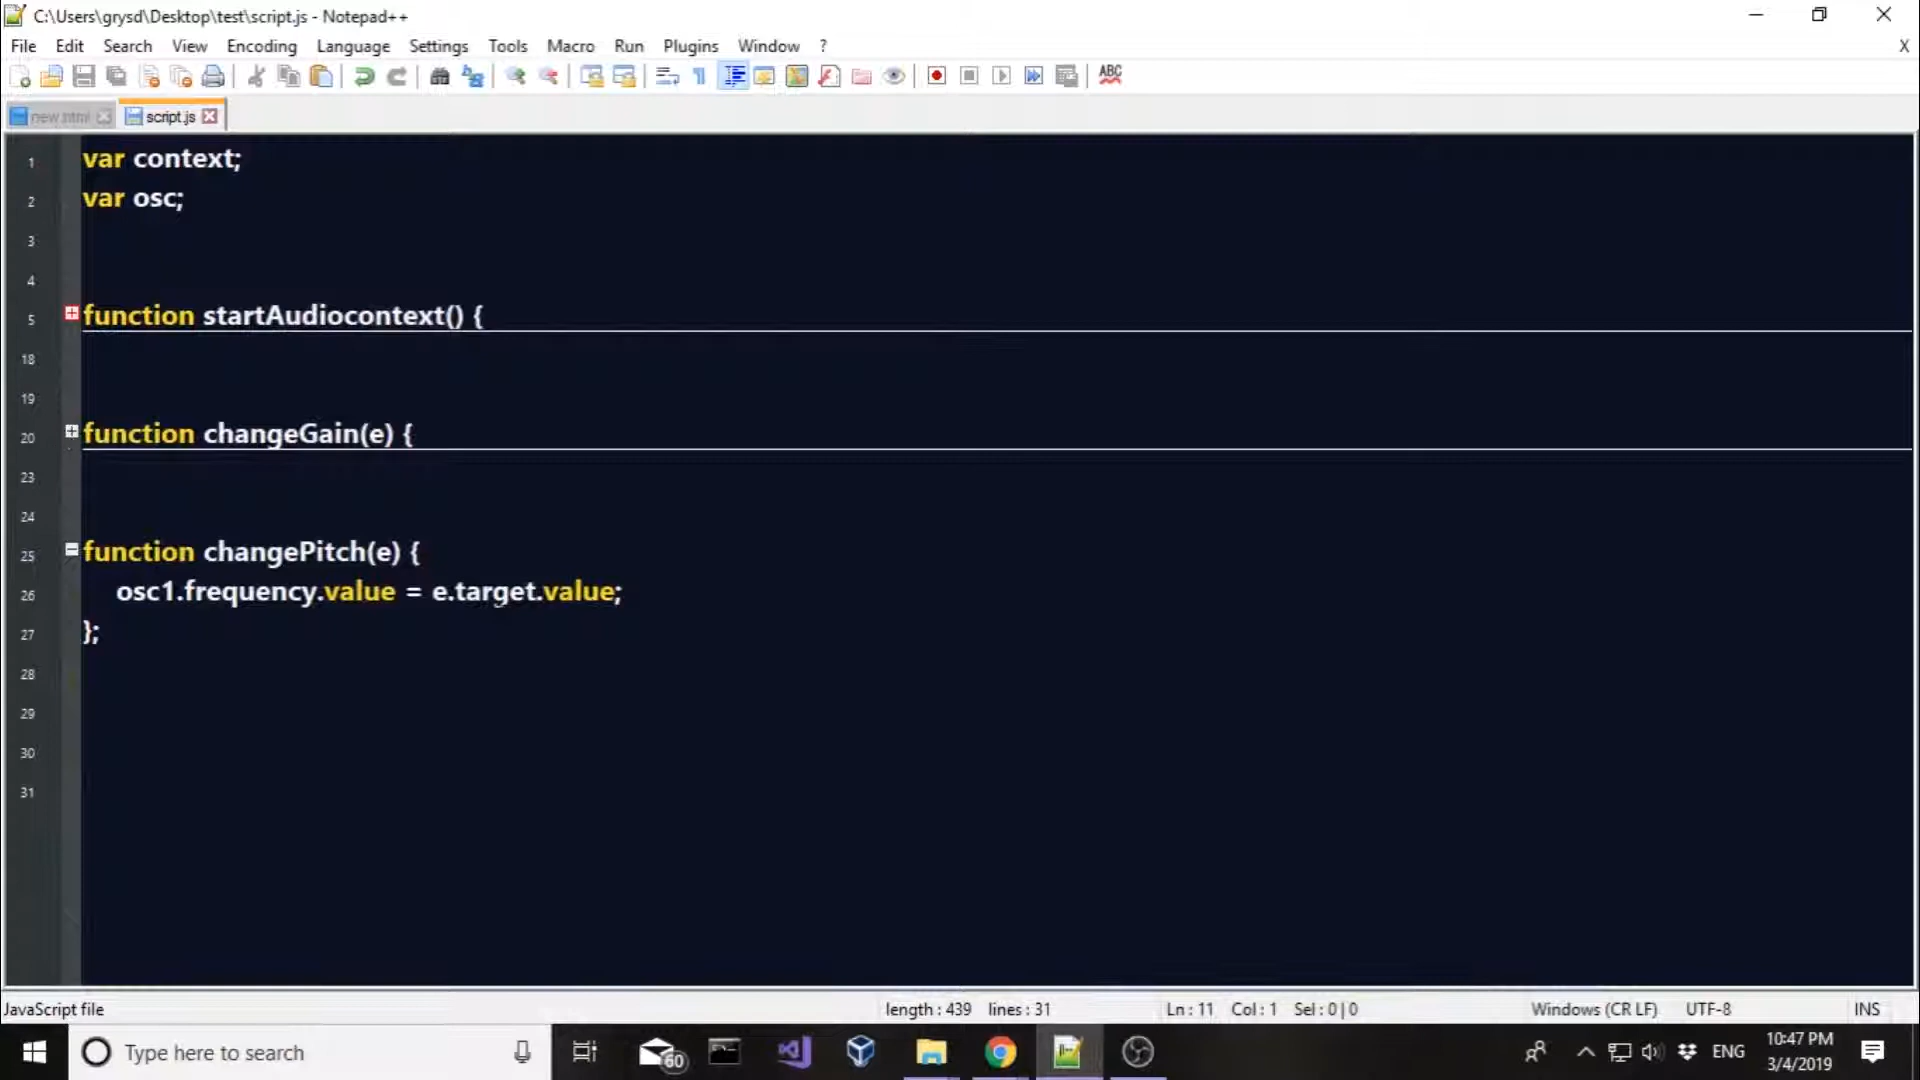 C:\Users\grysd\Desktop\test\script.js - Notepad++
File Edit Search View Encoding Language Settings Tools Macro Run Plugins Window ? X
ABC
new.html script.js
1 var context;
2 var osc;
3
4
5 function startAudiocontext() {
18
19
20 function changeGain(e) {
23
24
25 function changePitch(e) {
26 osc1.frequency.value = e.target.value;
27 };
28
29
30
31
JavaScript file length : 439 lines : 31 Ln : 11 Col : 1 Sel : 0 | 0 Windows (CR LF) UTF-8 INS
Type here to search 60 ENG 10:47 PM
3/4/2019